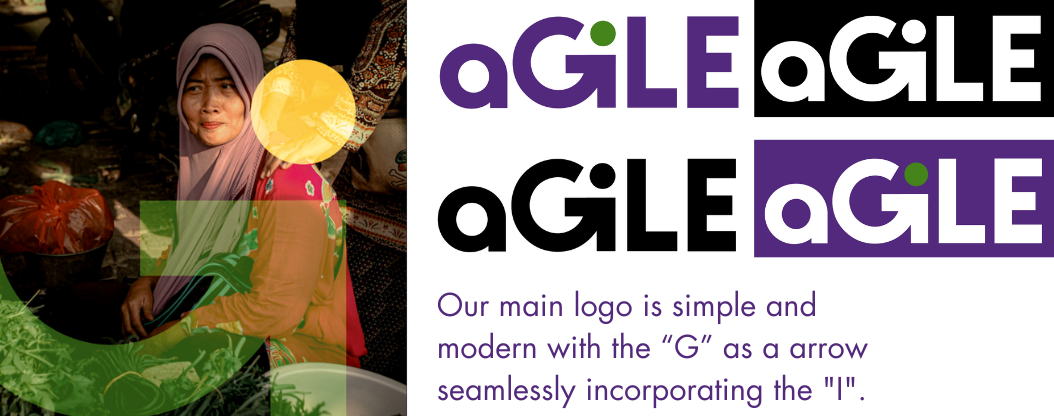 aGiLE
aGiLE
aGiLE
aGiLE
Our main logo is simple and
modern with the “G” as a arrow
seamlessly incorporating the "I".